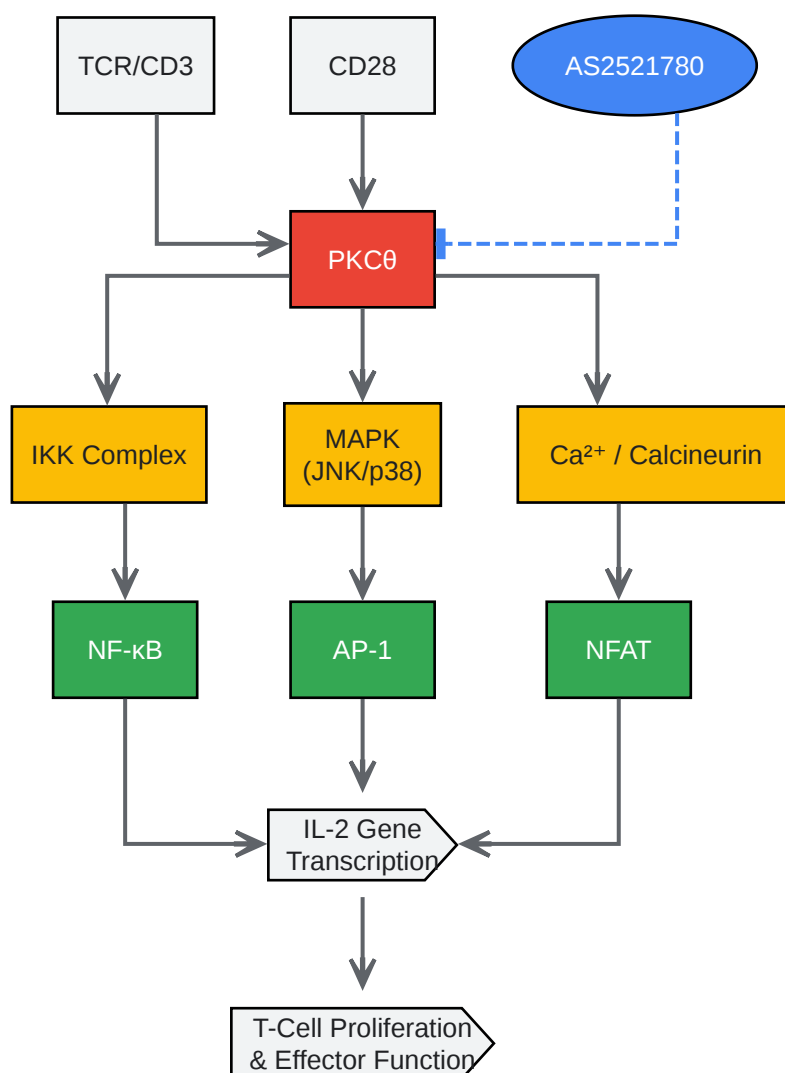 TCR/CD3
CD28
AS2521780
PKCθ
IKK Complex
MAPK
(JNK/p38)
Ca²⁺ / Calcineurin
NF-κB
AP-1
NFAT
IL-2 Gene
Transcription
T-Cell Proliferation
& Effector Function